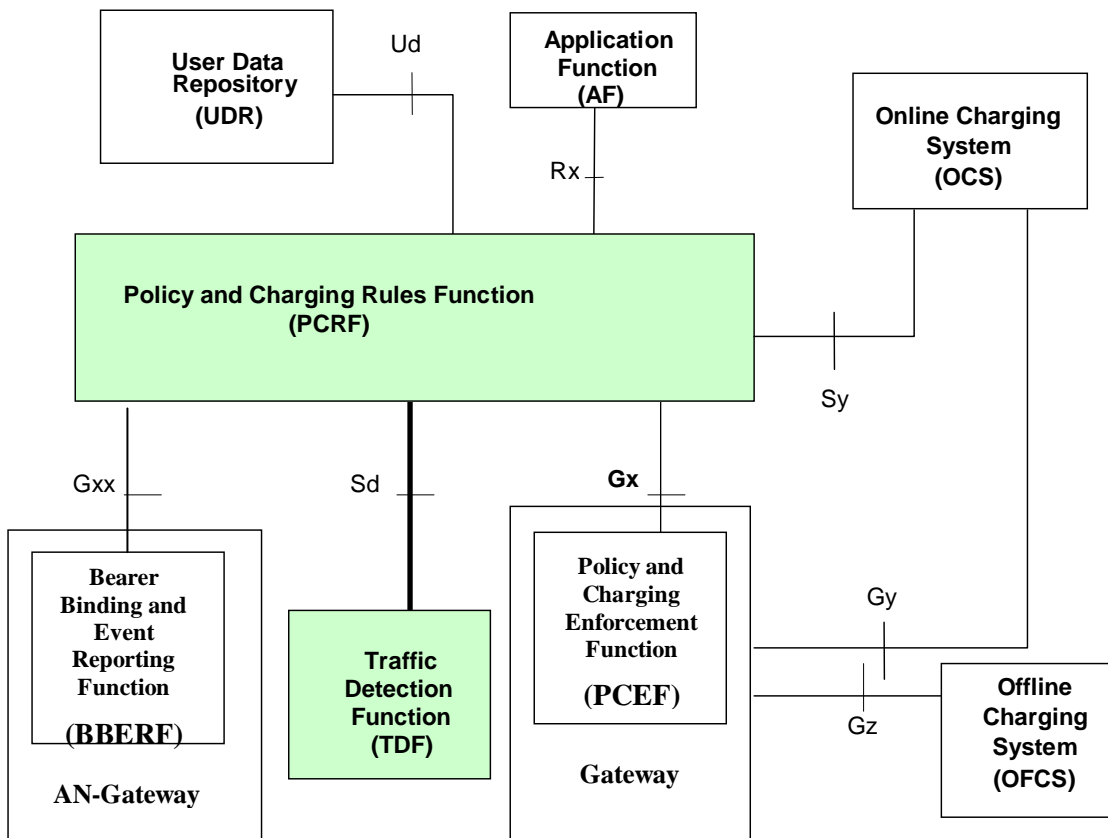 User Data
Repository
(UDR)
Ud
Application
Function
(AF)
Rx
Online Charging
System
(OCS)
Policy and Charging Rules Function
(PCRF)
Sy
Gxx
Sd
Gx
Bearer
Binding and
Event
Reporting
Function
(BBERF)
AN-Gateway
Traffic
Detection
Function
(TDF)
Policy and
Charging
Enforcement
Function
(PCEF)
Gateway
Gy
Gz
Offline
Charging
System
(OFCS)